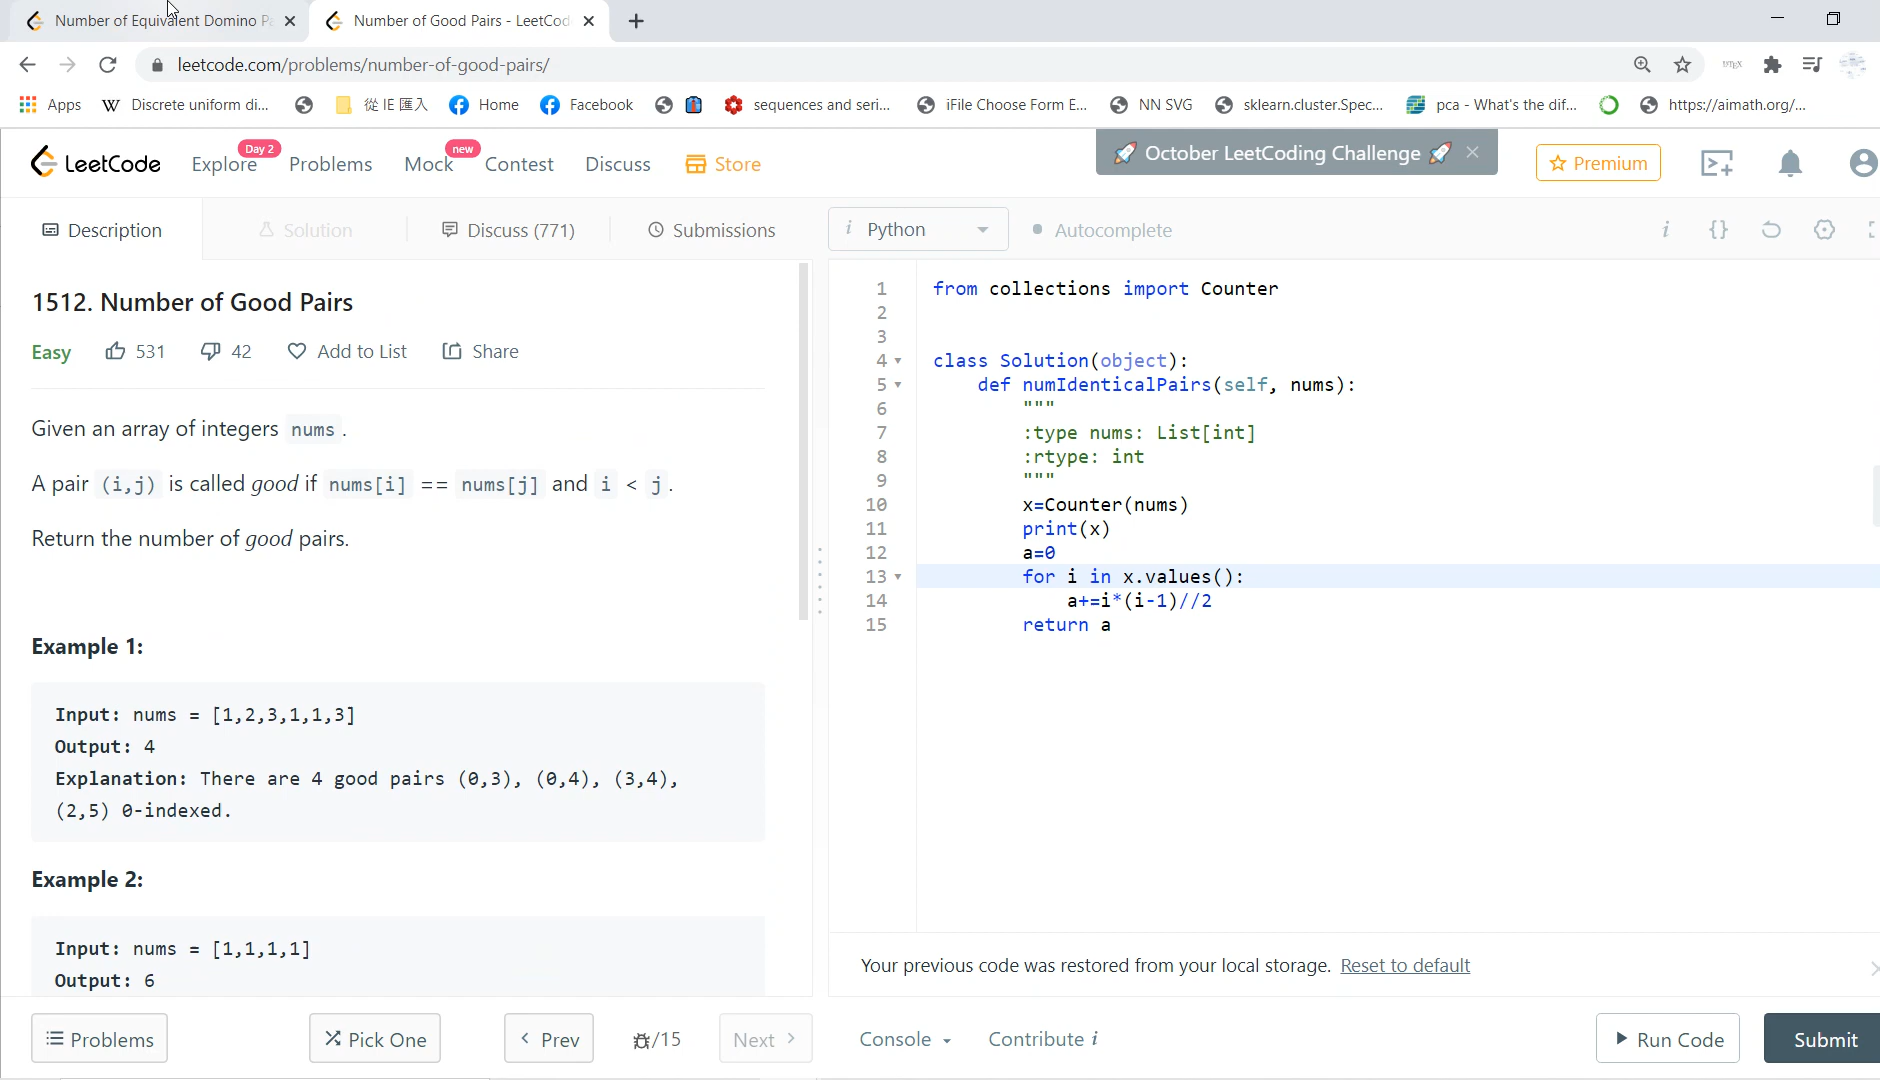 Number of Equivalent Domino Pa
Number of Good Pairs - LeetCod
leetcode.com/problems/number-of-good-pairs/
Apps
Discrete uniform di...
從 IE 匯入
Home
Facebook
sequences and seri...
iFile Choose Form E...
NN SVG
sklearn.cluster.Spec...
pca - What's the dif...
https://aimath.org/...
LeetCode
Explore
Day 2
Problems
Mock
new
Contest
Discuss
Store
October LeetCoding Challenge
Premium
Description
Solution
Discuss (771)
Submissions
i Python
Autocomplete
i {}
1512. Number of Good Pairs
Easy 531 42 Add to List Share
Given an array of integers nums .
A pair (i,j) is called good if nums[i] == nums[j] and i < j .
Return the number of good pairs.
Example 1:
Input: nums = [1,2,3,1,1,3]
Output: 4
Explanation: There are 4 good pairs (0,3), (0,4), (3,4),
(2,5) 0-indexed.
Example 2:
Input: nums = [1,1,1,1]
Output: 6
1 from collections import Counter
2
3
4 class Solution(object):
5 def numIdenticalPairs(self, nums):
6 """
7 :type nums: List[int]
8 :rtype: int
9 """
10 x=Counter(nums)
11 print(x)
12 a=0
13 for i in x.values():
14 a+=i*(i-1)//2
15 return a
Your previous code was restored from your local storage. Reset to default
Problems
Pick One
Prev
/15
Next
Console
Contribute i
Run Code
Submit